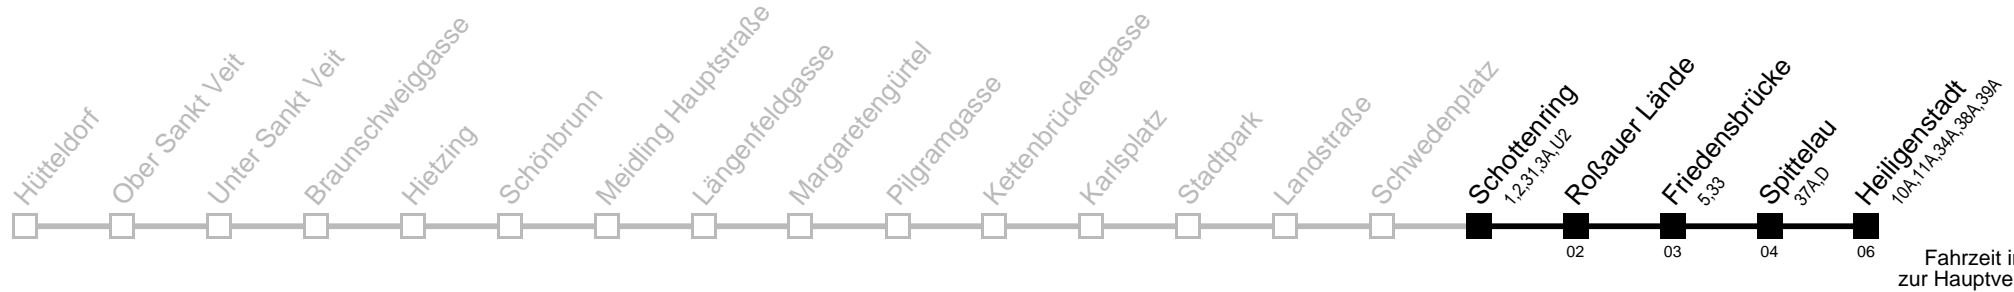 Hütteldorf
Ober Sankt Veit
Unter Sankt Veit
Braunschweiggasse
Hietzing
Schönbrunn
Meidling Hauptstraße
Längenfeldgasse
Margaretengürtel
Pilgramgasse
Kettenbrückengasse
Karlsplatz
Stadtpark
Landstraße
Schwedenplatz
Schottenring
1,2,31,3A,U2
Roßauer Lände
Friedensbrücke
5,33
Spittelau
37A,D
Heiligenstadt
10A,11A,34A,38A,39A
02
03
04
06
Fahrzeit
zur